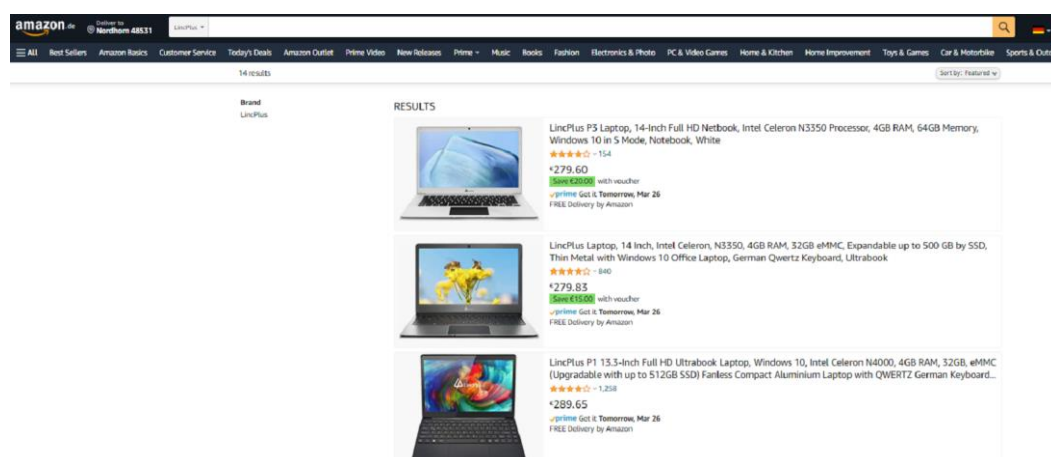 amazon.de
Deliver to
Nordhorn 48531
LincPlus
All Best Sellers Amazon Basics Customer Service Today's Deals Amazon Outlet Prime Video New Releases Prime Music Books Fashion Electronics & Photo PC & Video Games Home & Kitchen Home Improvement Toys & Games Car & Motorbike Sports & Out
14 results
Sort by: Featured
Brand
LincPlus
RESULTS
LincPlus P3 Laptop, 14-Inch Full HD Netbook, Intel Celeron N3350 Processor, 4GB RAM, 64GB Memory,
Windows 10 in S Mode, Notebook, White
154
€279.60
Save €20.00 with voucher
prime Get it Tomorrow, Mar 26
FREE Delivery by Amazon
LincPlus Laptop, 14 Inch, Intel Celeron, N3350, 4GB RAM, 32GB eMMC, Expandable up to 500 GB by SSD,
Thin Metal with Windows 10 Office Laptop, German Qwertz Keyboard, Ultrabook
840
€279.83
Save €15.00 with voucher
prime Get it Tomorrow, Mar 26
FREE Delivery by Amazon
LincPlus P1 13.3-Inch Full HD Ultrabook Laptop, Windows 10, Intel Celeron N4000, 4GB RAM, 32GB, eMMC
(Upgradable with up to 512GB SSD) Fanless Compact Aluminium Laptop with QWERTZ German Keyboard...
1,258
€289.65
prime Get it Tomorrow, Mar 26
FREE Delivery by Amazon